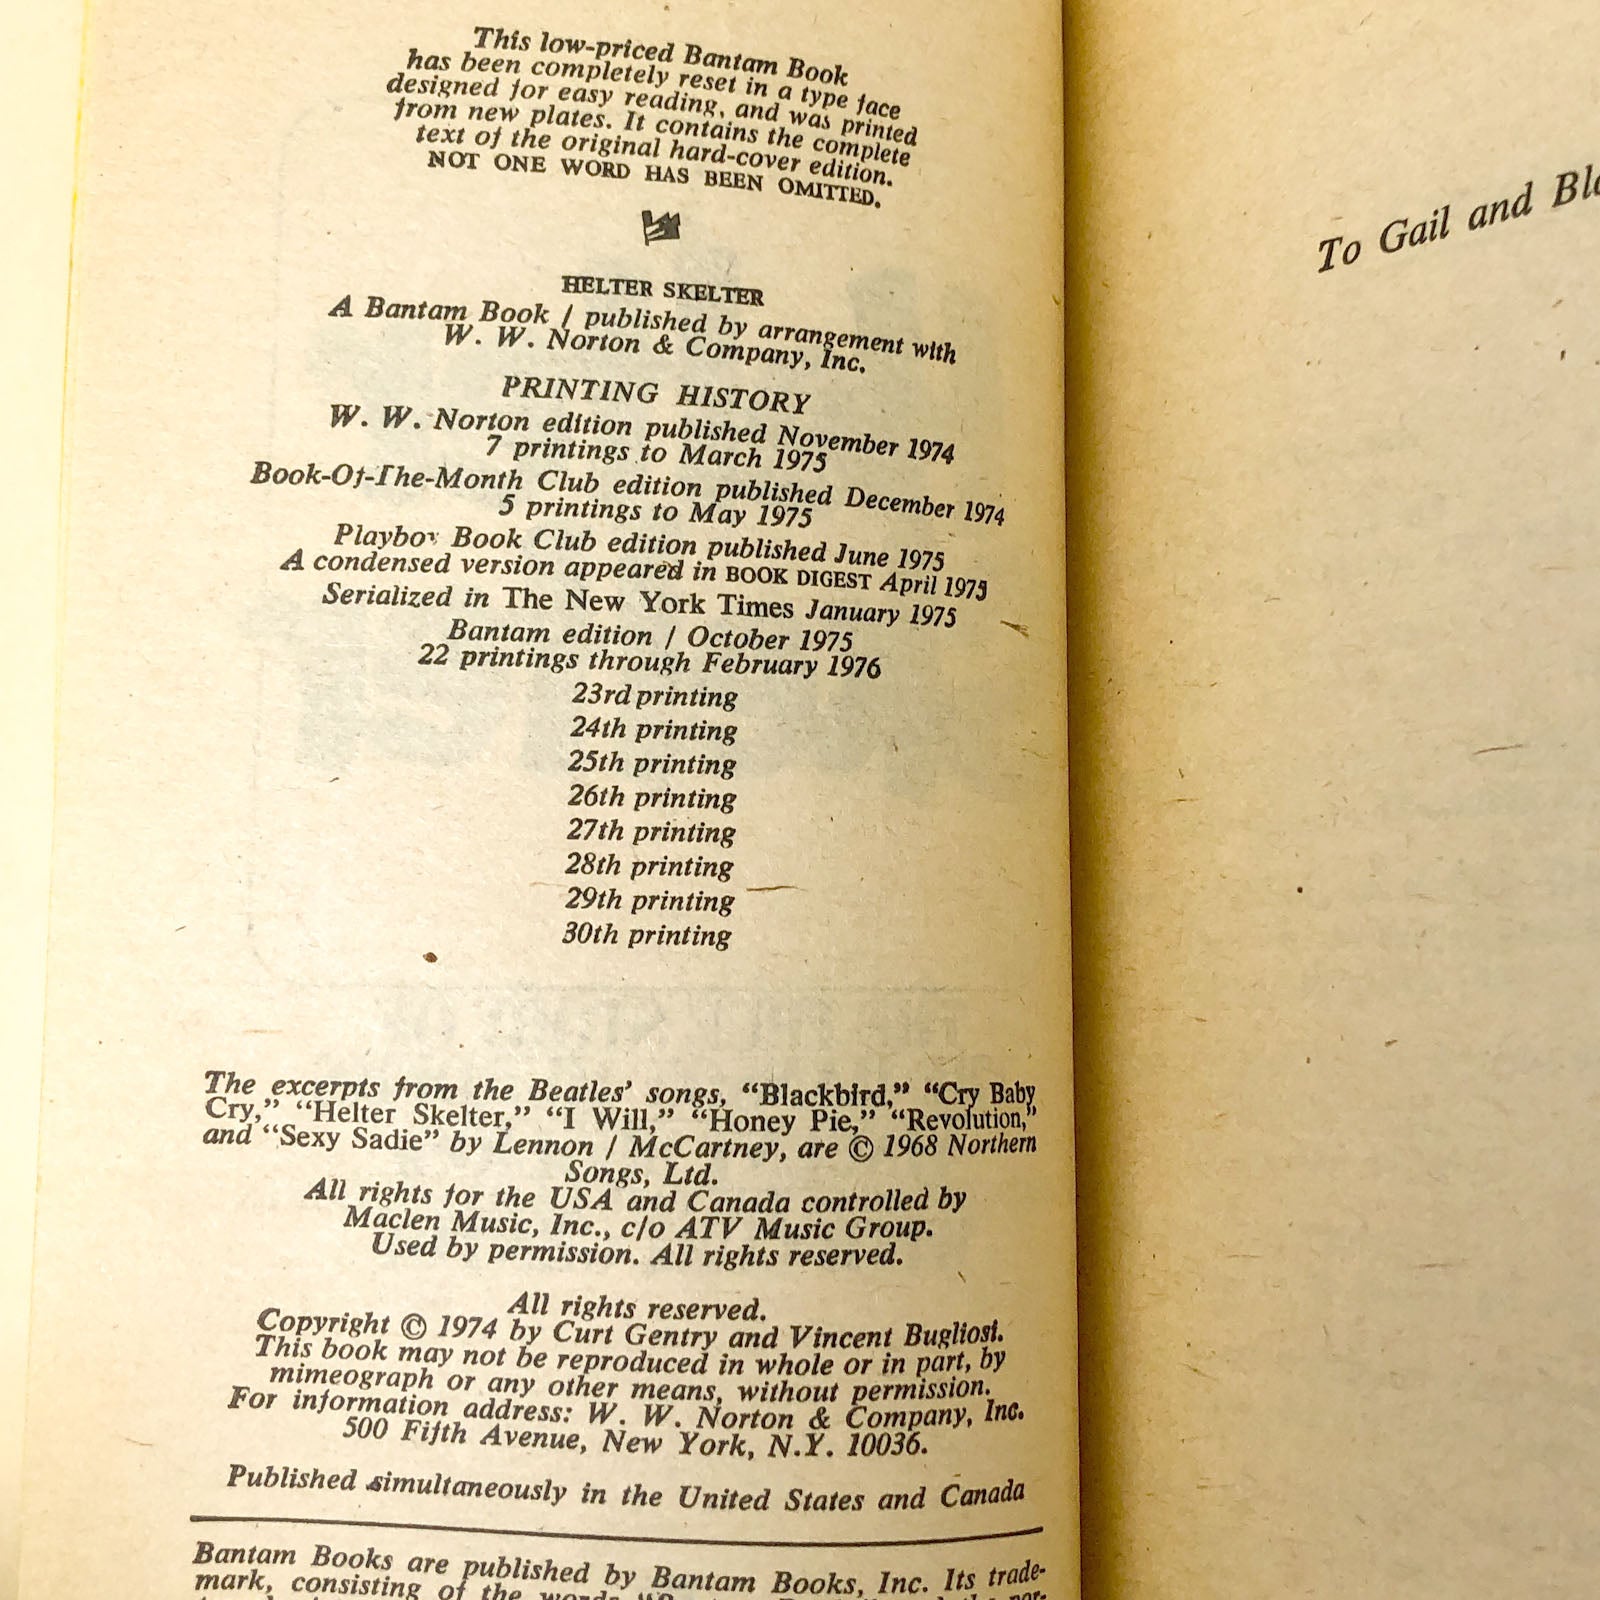 This low-priced Bantam Book
has been completely reset in a type face
designed for easy reading, and was printed
from new plates. It contains the complete
text of the original hard-cover edition.
NOT ONE WORD HAS BEEN OMITTED.
HELTER SKELTER
A Bantam Book / published by arrangement with
W. W. Norton & Company, Inc.
PRINTING HISTORY
W. W. Norton edition published November 1974
7 printings to March 1975
Book-Of-The-Month Club edition published December 1974
5 printings to May 1975
Playboy Book Club edition published June 1975
A condensed version appeared in BOOK DIGEST April 1975
Serialized in The New York Times January 1975
Bantam edition / October 1975
22 printings through February 1976
23rd printing
24th printing
25th printing
26th printing
27th printing
28th printing
29th printing
30th printing
The excerpts from the Beatles' songs, "Blackbird," "Cry Baby
Cry," "Helter Skelter," "I Will," "Honey Pie," "Revolution,"
and "Sexy Sadie" by Lennon / McCartney, are © 1968 Northern
Songs, Ltd.
All rights for the USA and Canada controlled by
Maclen Music, Inc., c/o ATV Music Group.
Used by permission. All rights reserved.
All rights reserved.
Copyright © 1974 by Curt Gentry and Vincent Bugliosi.
This book may not be reproduced in whole or in part, by
mimeograph or any other means, without permission.
For information address: W. W. Norton & Company, Inc.
500 Fifth Avenue, New York, N.Y. 10036.
Published simultaneously in the United States and Canada
Bantam Books are published by Bantam Books, Inc. Its trade-
mark, consisting of the words
To Gail and